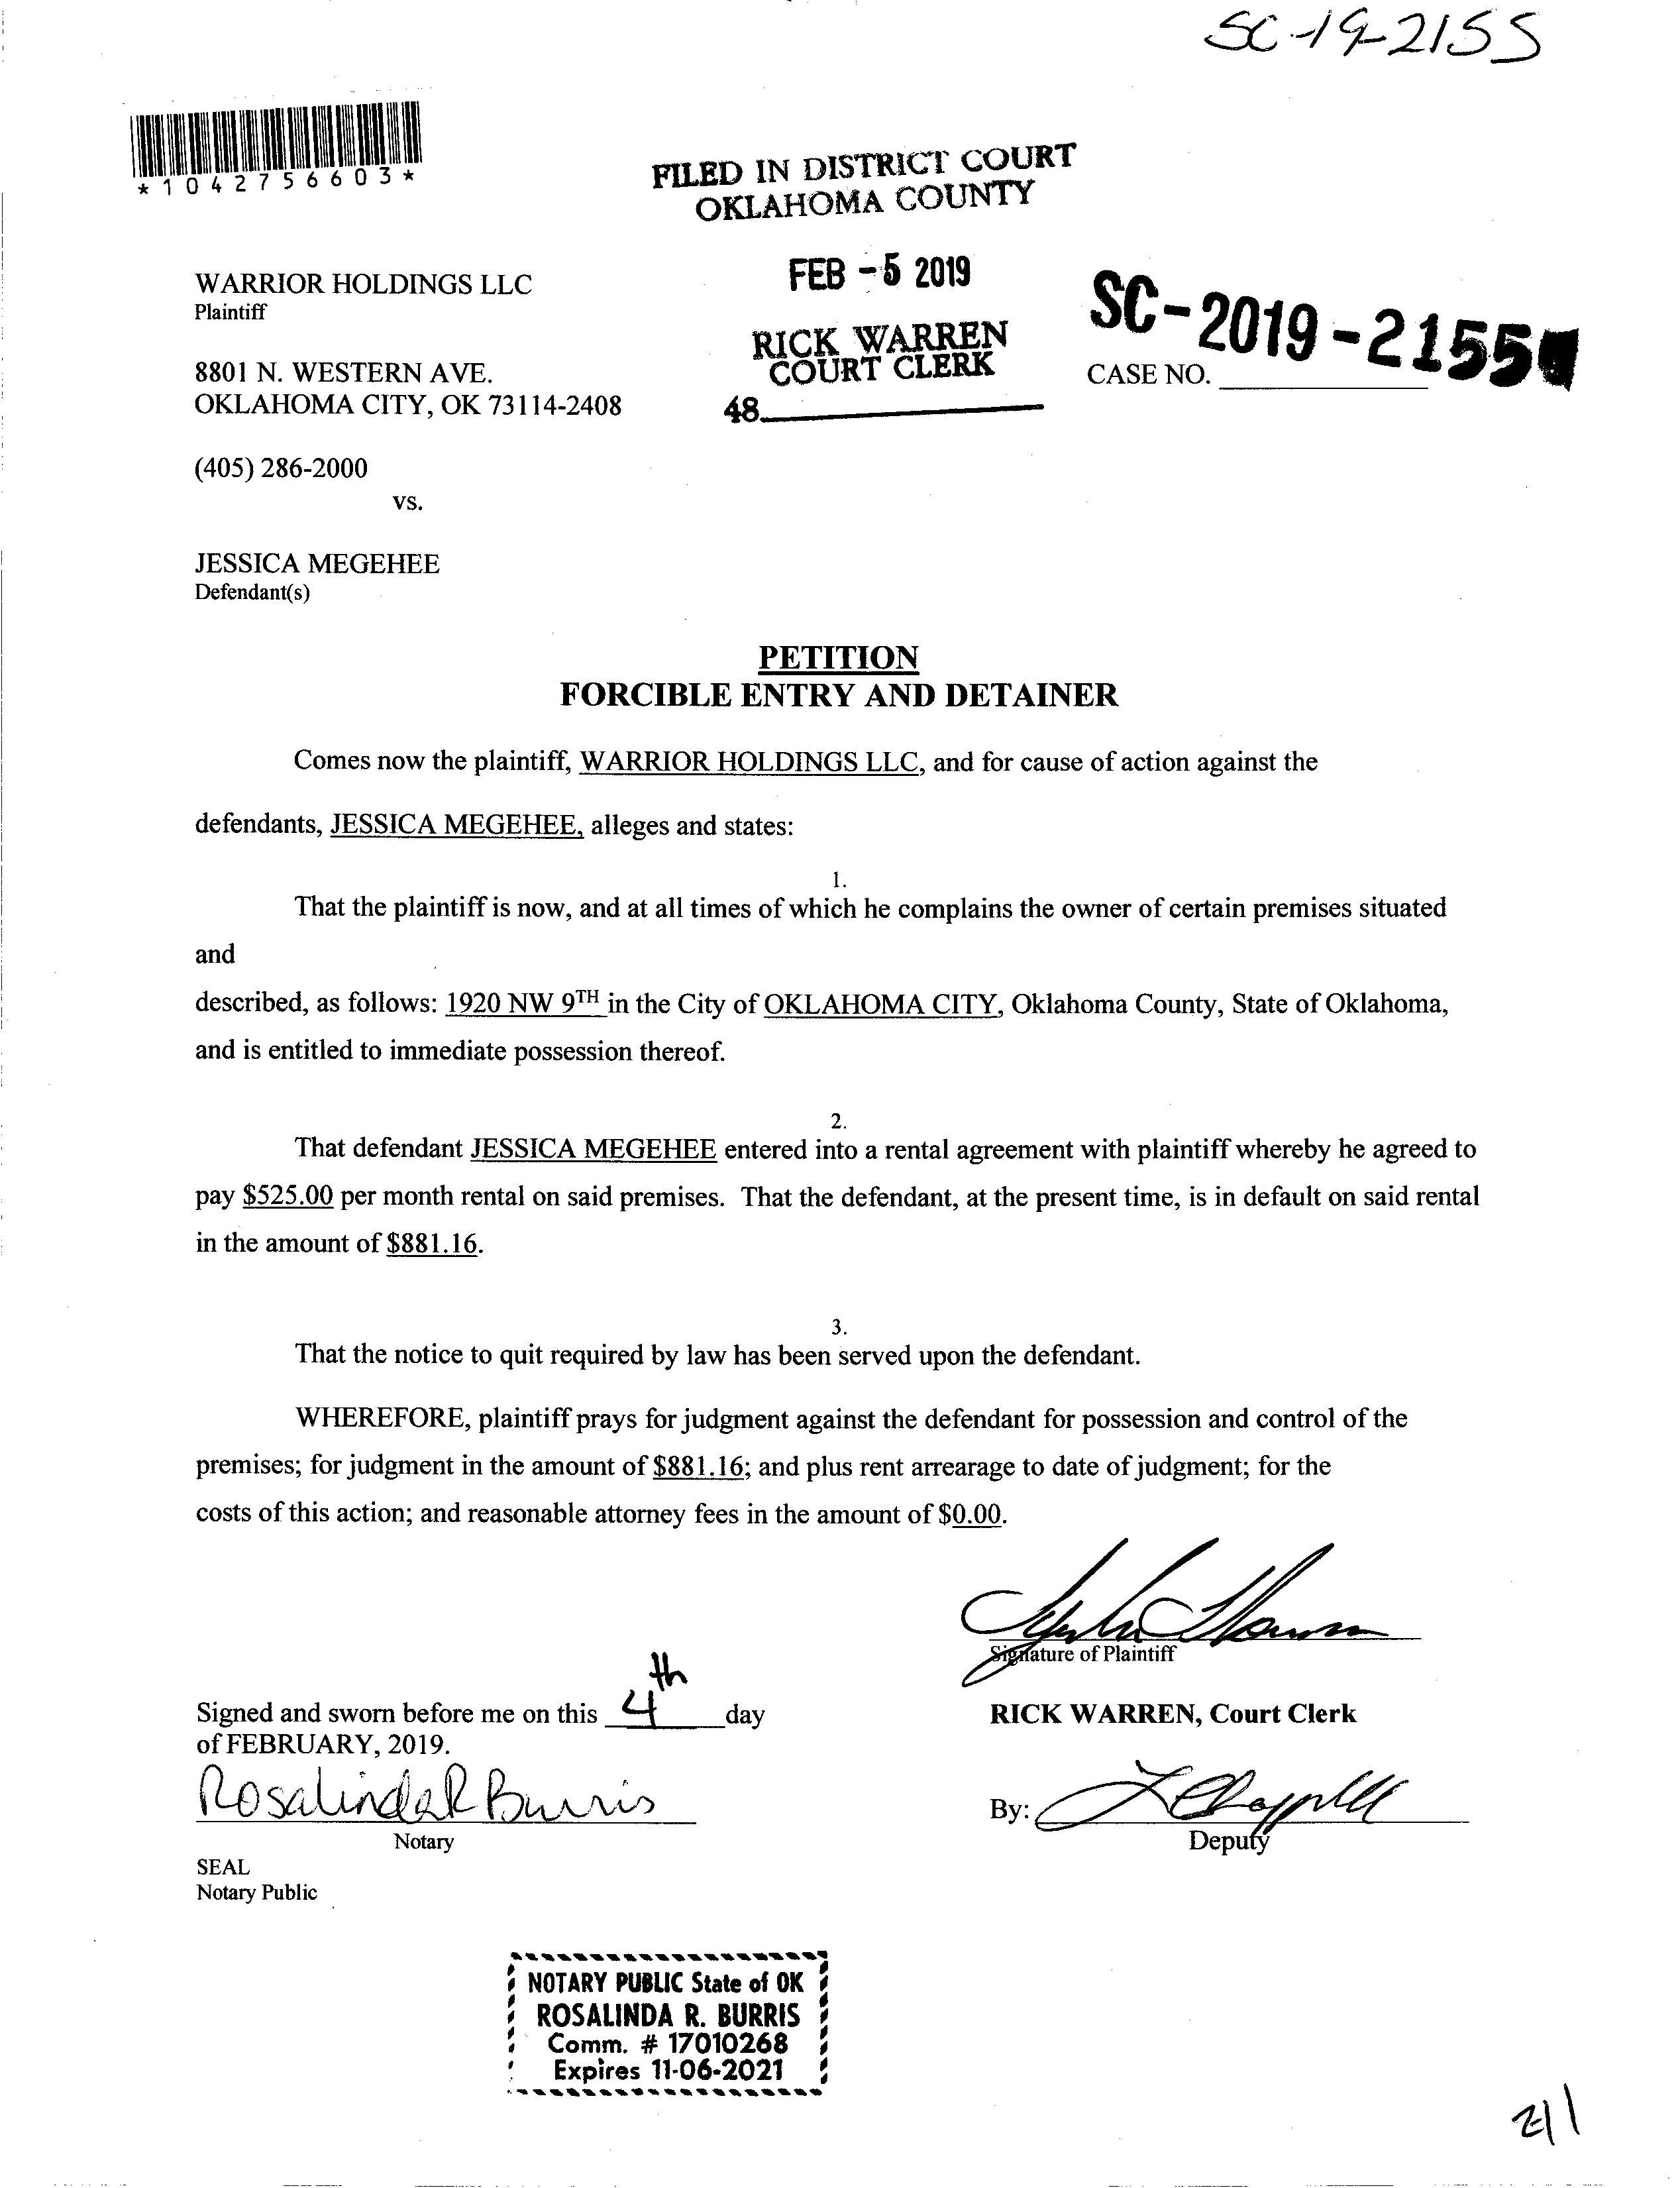 SC-19-2155
*1042756603*
FILED IN DISTRICT COURT
OKLAHOMA COUNTY
FEB -5 2019
RICK WARREN
COURT CLERK
48
WARRIOR HOLDINGS LLC
Plaintiff
8801 N. WESTERN AVE.
OKLAHOMA CITY, OK 73114-2408
(405) 286-2000
vs.
JESSICA MEGEHEE
Defendant(s)
SC-2019-2155
CASE NO.
PETITION
FORCIBLE ENTRY AND DETAINER
Comes now the plaintiff, WARRIOR HOLDINGS LLC, and for cause of action against the
defendants, JESSICA MEGEHEE, alleges and states:
1.
That the plaintiff is now, and at all times of which he complains the owner of certain premises situated
and
described, as follows: 1920 NW 9TH in the City of OKLAHOMA CITY, Oklahoma County, State of Oklahoma,
and is entitled to immediate possession thereof.
2.
That defendant JESSICA MEGEHEE entered into a rental agreement with plaintiff whereby he agreed to
pay $525.00 per month rental on said premises. That the defendant, at the present time, is in default on said rental
in the amount of $881.16.
3.
That the notice to quit required by law has been served upon the defendant.
WHEREFORE, plaintiff prays for judgment against the defendant for possession and control of the
premises; for judgment in the amount of $881.16; and plus rent arrearage to date of judgment; for the
costs of this action; and reasonable attorney fees in the amount of $0.00.
Signature of Plaintiff
Signed and sworn before me on this 4th day
of FEBRUARY, 2019.
Rosalinda R Burris
Notary
SEAL
Notary Public
RICK WARREN, Court Clerk
By:
Deputy
NOTARY PUBLIC State of OK
ROSALINDA R. BURRIS
Comm. # 17010268
Expires 11-06-2021